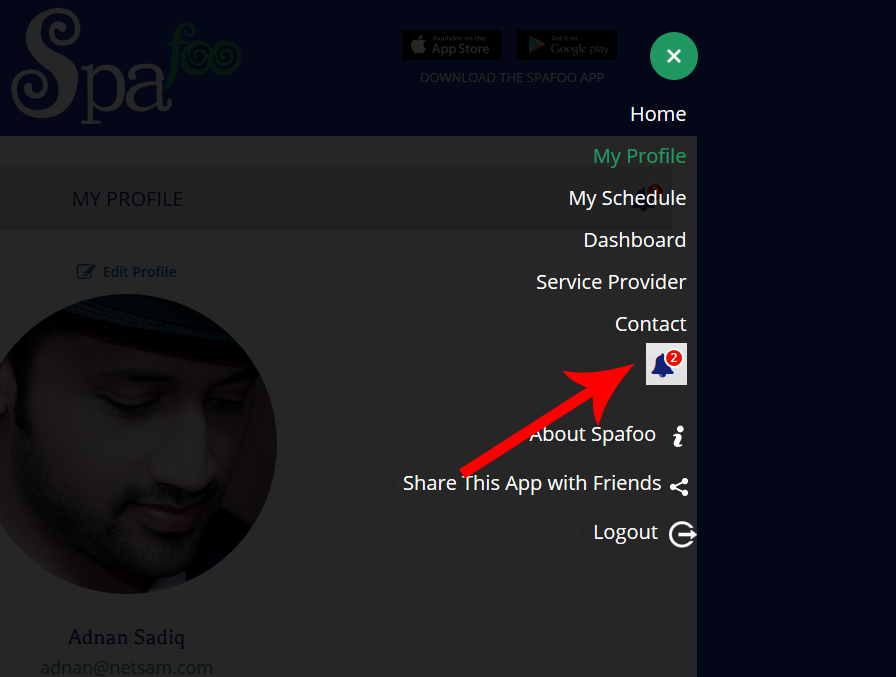 Spafoo
Available on the
App Store
Get it on
Google play
DOWNLOAD THE SPAFOO APP
×
Home
My Profile
My Schedule
Dashboard
Service Provider
Contact
2
About Spafoo
Share This App with Friends
Logout
MY PROFILE
Edit Profile
Adnan Sadiq
adnan@netsam.com